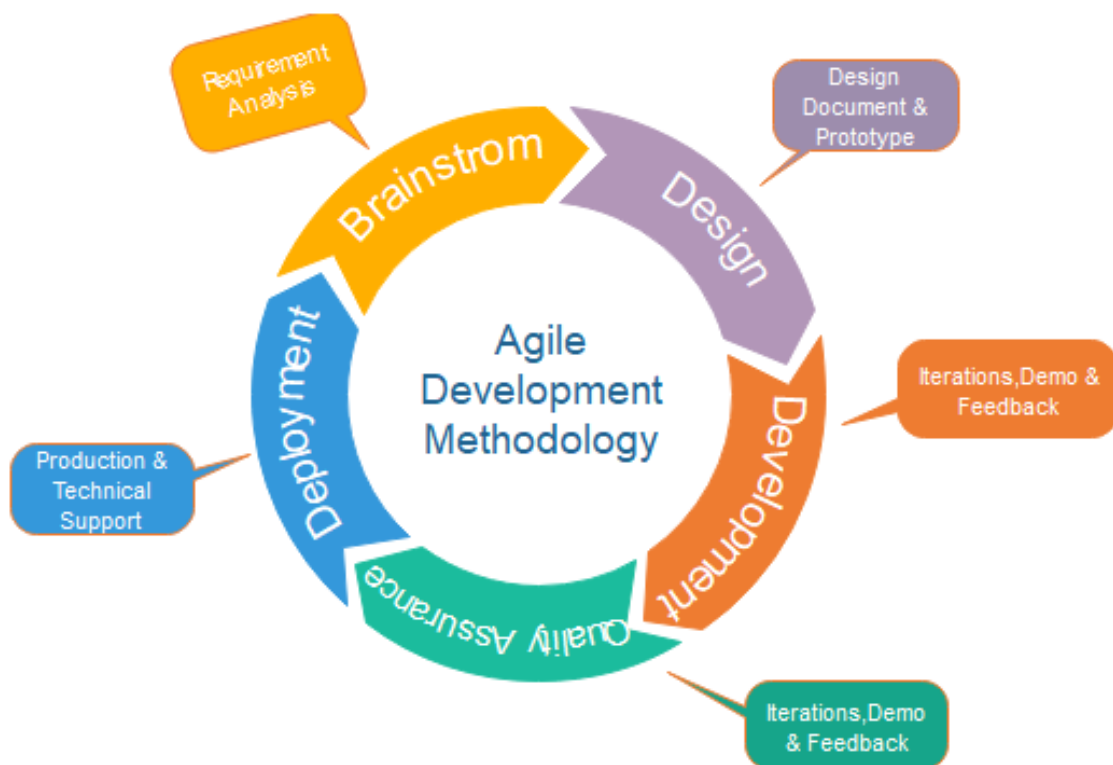 Requirement
Analysis
Brainstrom
Design
Document &
Prototype
Design
Iterations,Demo &
Feedback
Development
Agile
Development
Methodology
Production &
Technical
Support
Deployment
Quality Assurance
Iterations,Demo
& Feedback